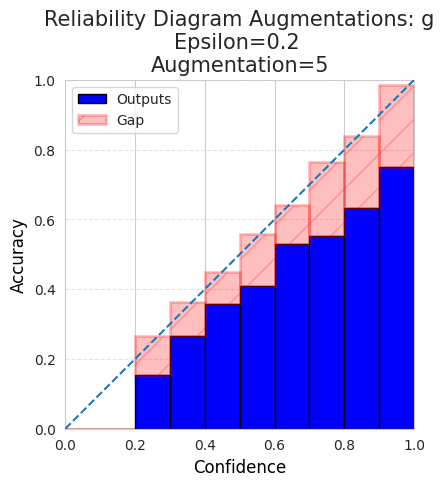 Reliability Diagram Augmentations: g
Epsilon=0.2
Augmentation=5
1.0
Outputs
Gap
0.8
0.6
0.4
0.2
0.0
Accuracy
0.0 0.2 0.4 0.6 0.8 1.0
Confidence